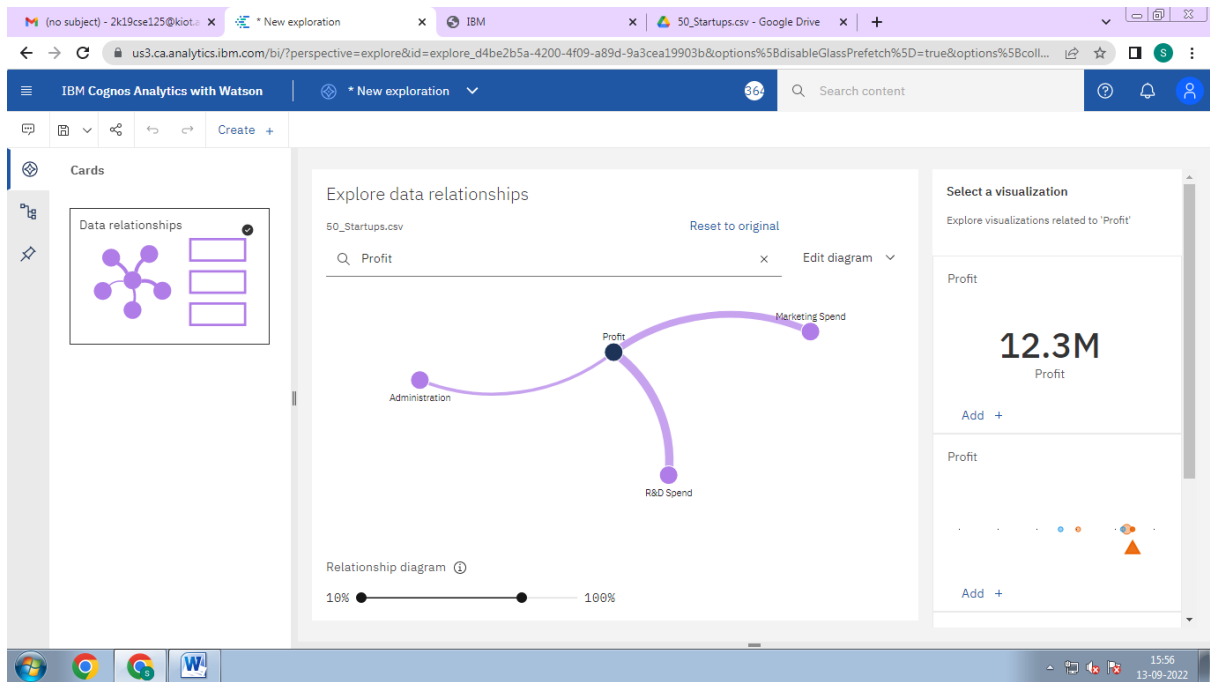 (no subject) - 2k19cse125@kiot.a
* New exploration
IBM
50_Startups.csv - Google Drive
us3.ca.analytics.ibm.com/bi/?perspective=explore&id=explore_d4be2b5a-4200-4f09-a89d-9a3cea19903b&options%5BdisableGlassPrefetch%5D=true&options%5Bcoll...
S
IBM Cognos Analytics with Watson
* New exploration
364
Search content
Create +
Cards
Data relationships
Explore data relationships
50_Startups.csv
Reset to original
Profit
Edit diagram
Marketing Spend
Profit
Administration
R&D Spend
Relationship diagram
10%
100%
Select a visualization
Explore visualizations related to 'Profit'
Profit
12.3M
Profit
Add +
Profit
Add +
15:56
13-09-2022